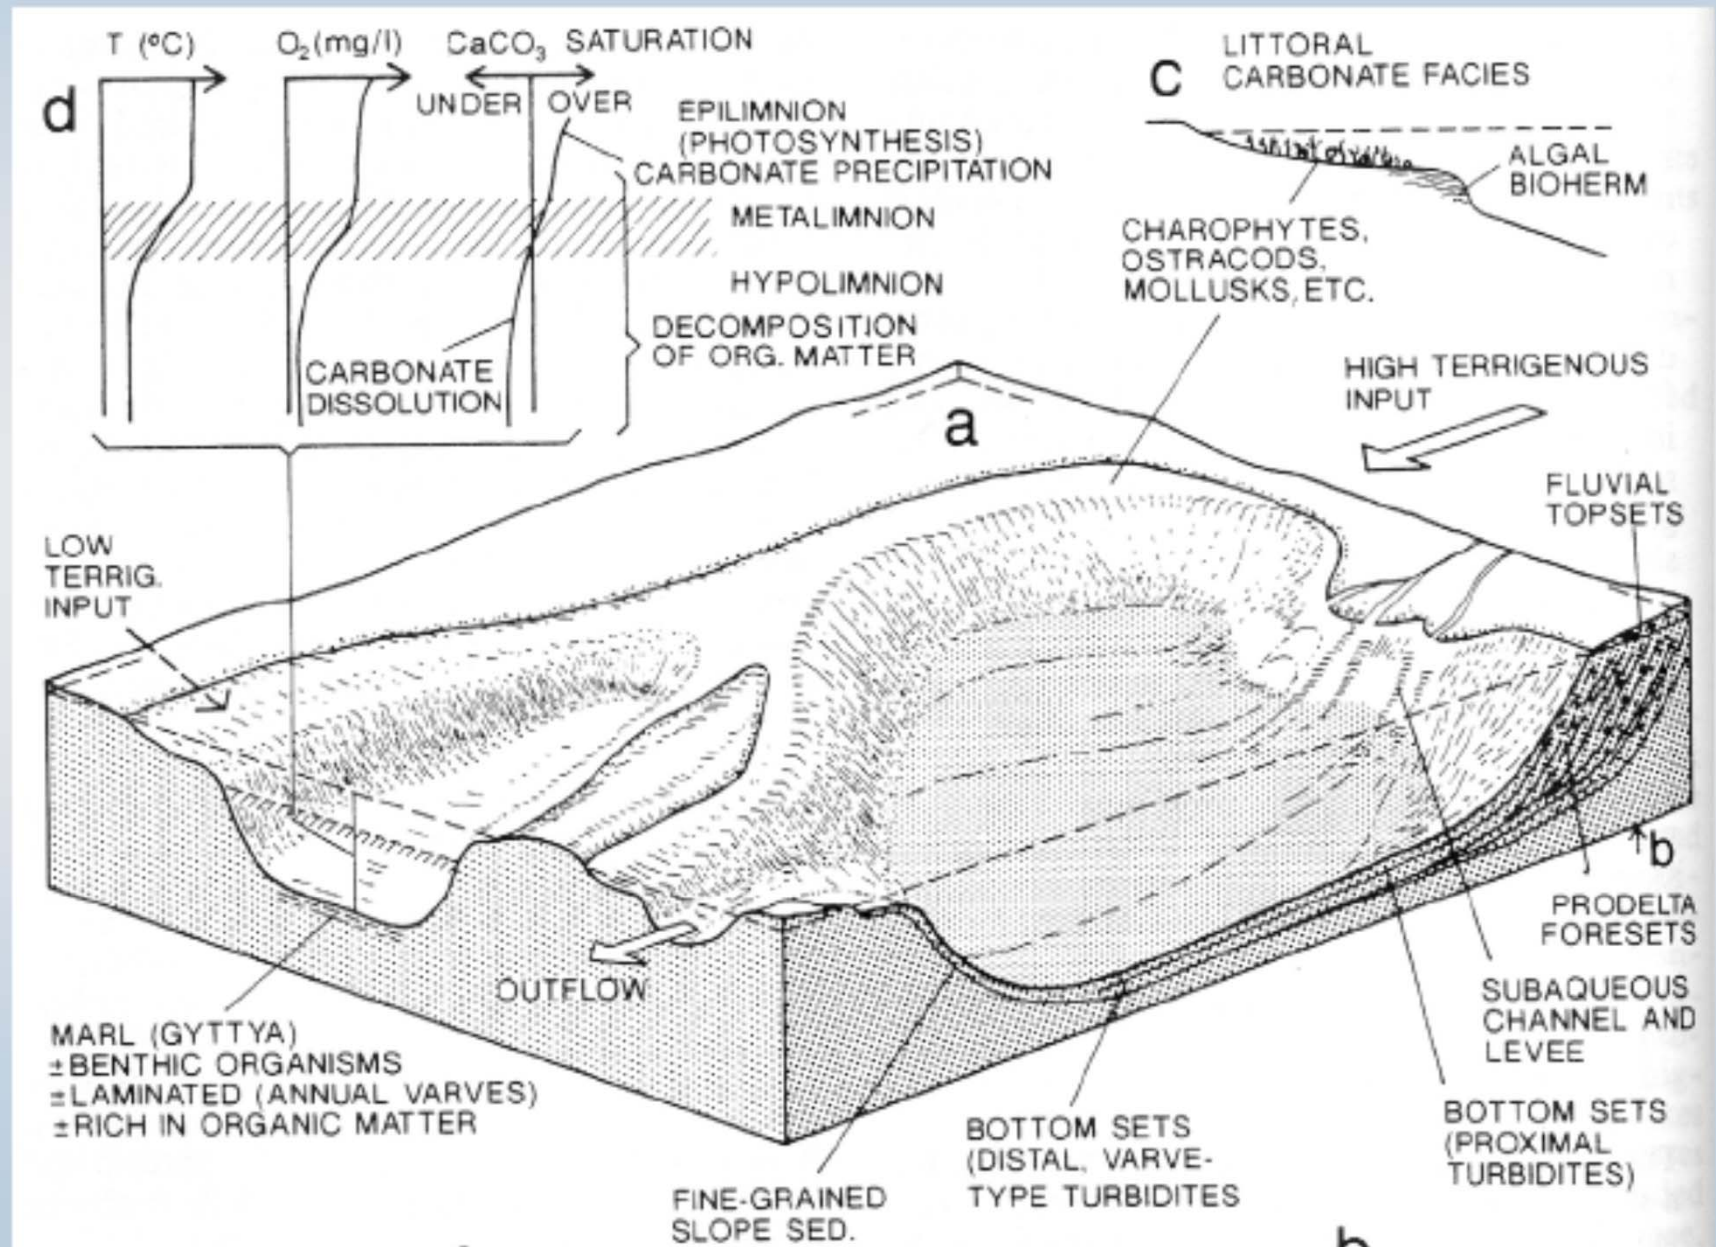 T (°C)
O₂(mg/l)
CaCO₃ SATURATION
d
UNDER
OVER
EPILIMNION
(PHOTOSYNTHESIS)
CARBONATE PRECIPITATION
METALIMNION
HYPOLIMNION
DECOMPOSITION
OF ORG. MATTER
CARBONATE
DISSOLUTION
c
LITTORAL
CARBONATE FACIES
ALGAL
BIOHERM
CHAROPHYTES,
OSTRACODS,
MOLLUSKS, ETC.
a
HIGH TERRIGENOUS
INPUT
FLUVIAL
TOPSETS
LOW
TERRIG.
INPUT
b
PRODELTA
FORESETS
SUBAQUEOUS
CHANNEL AND
LEVEE
OUTFLOW
MARL (GYTTYA)
±BENTHIC ORGANISMS
±LAMINATED (ANNUAL VARVES)
±RICH IN ORGANIC MATTER
BOTTOM SETS
(PROXIMAL
TURBIDITES)
BOTTOM SETS
(DISTAL, VARVE-
TYPE TURBIDITES
FINE-GRAINED
SLOPE SED.